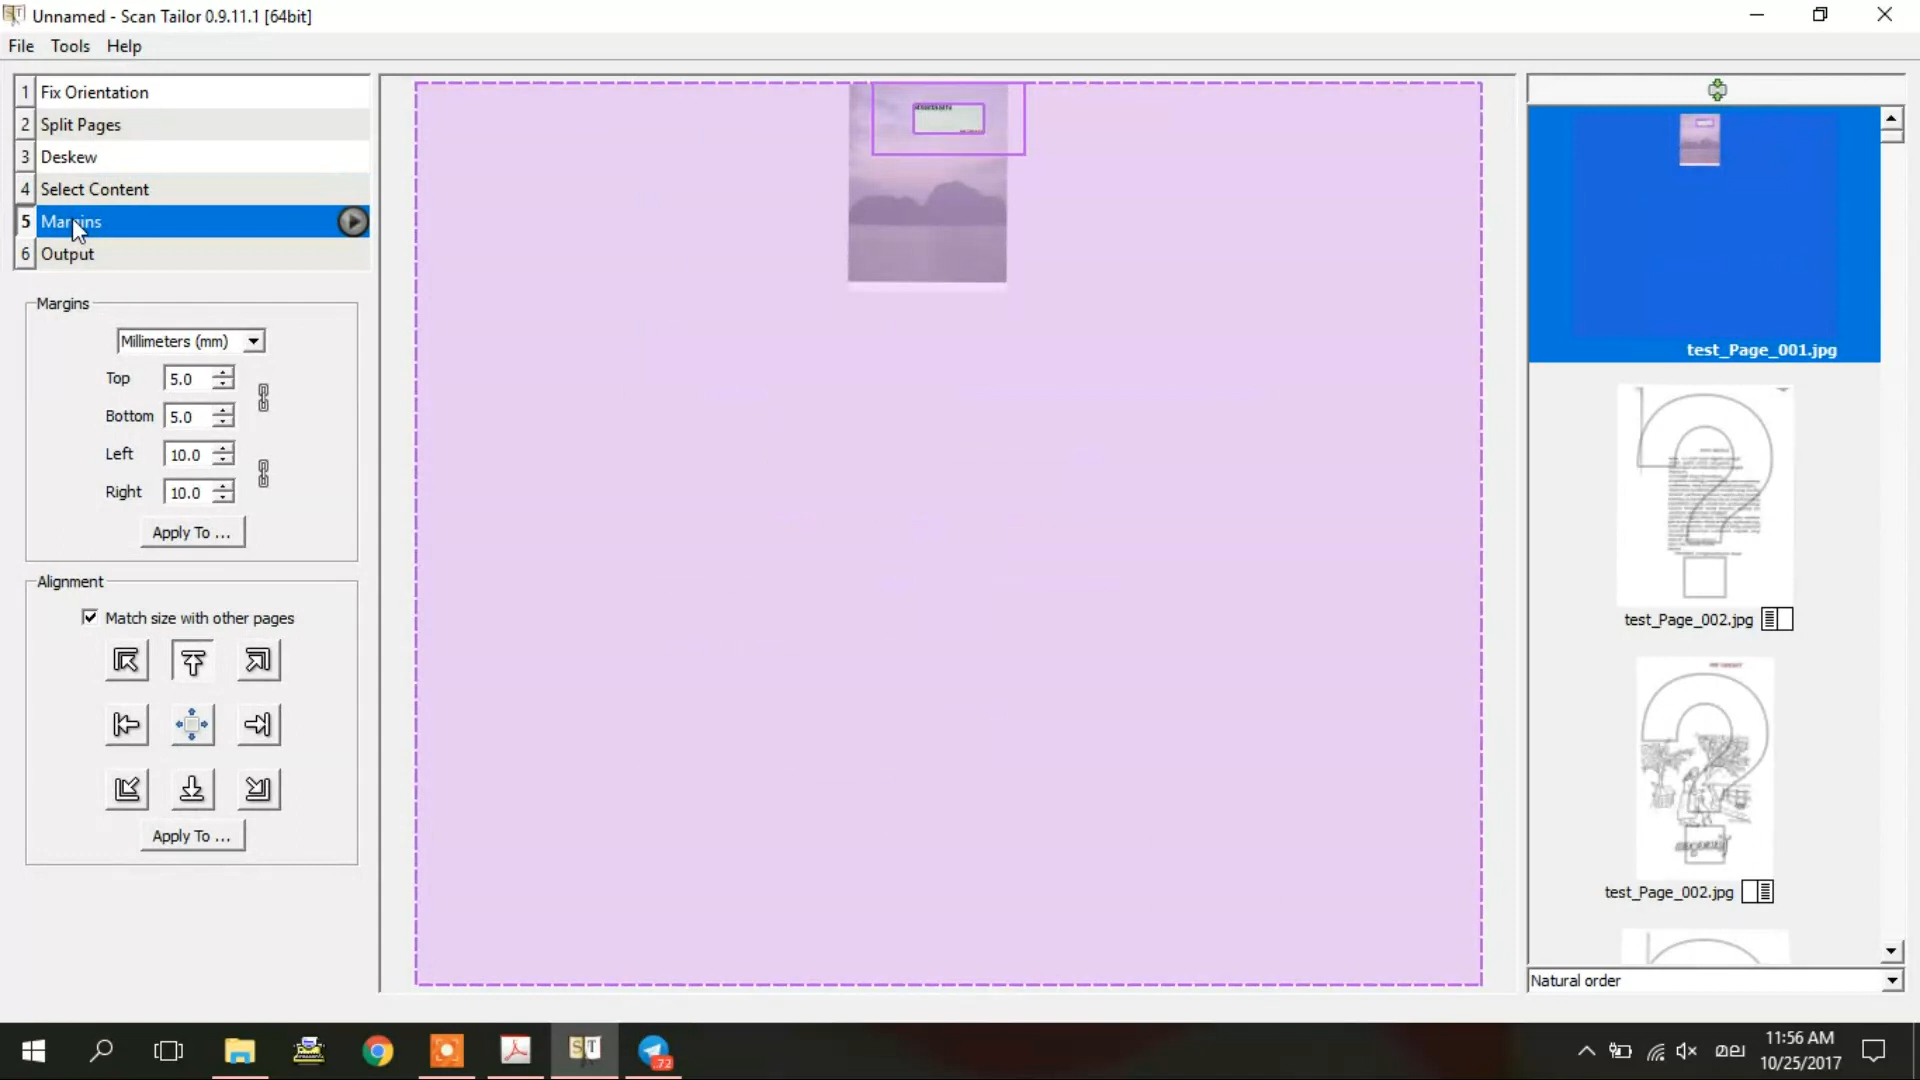 Unnamed - Scan Tailor 0.9.11.1 [64bit]
File Tools Help
1 Fix Orientation
2 Split Pages
3 Deskew
4 Select Content
5 Margins
6 Output
Margins
Millimeters (mm)
Top 5.0
Bottom 5.0
Left 10.0
Right 10.0
Apply To ...
Alignment
Match size with other pages
Apply To ...
test_Page_001.jpg
test_Page_002.jpg
test_Page_002.jpg
Natural order
ST
72
മല
11:56 AM
10/25/2017